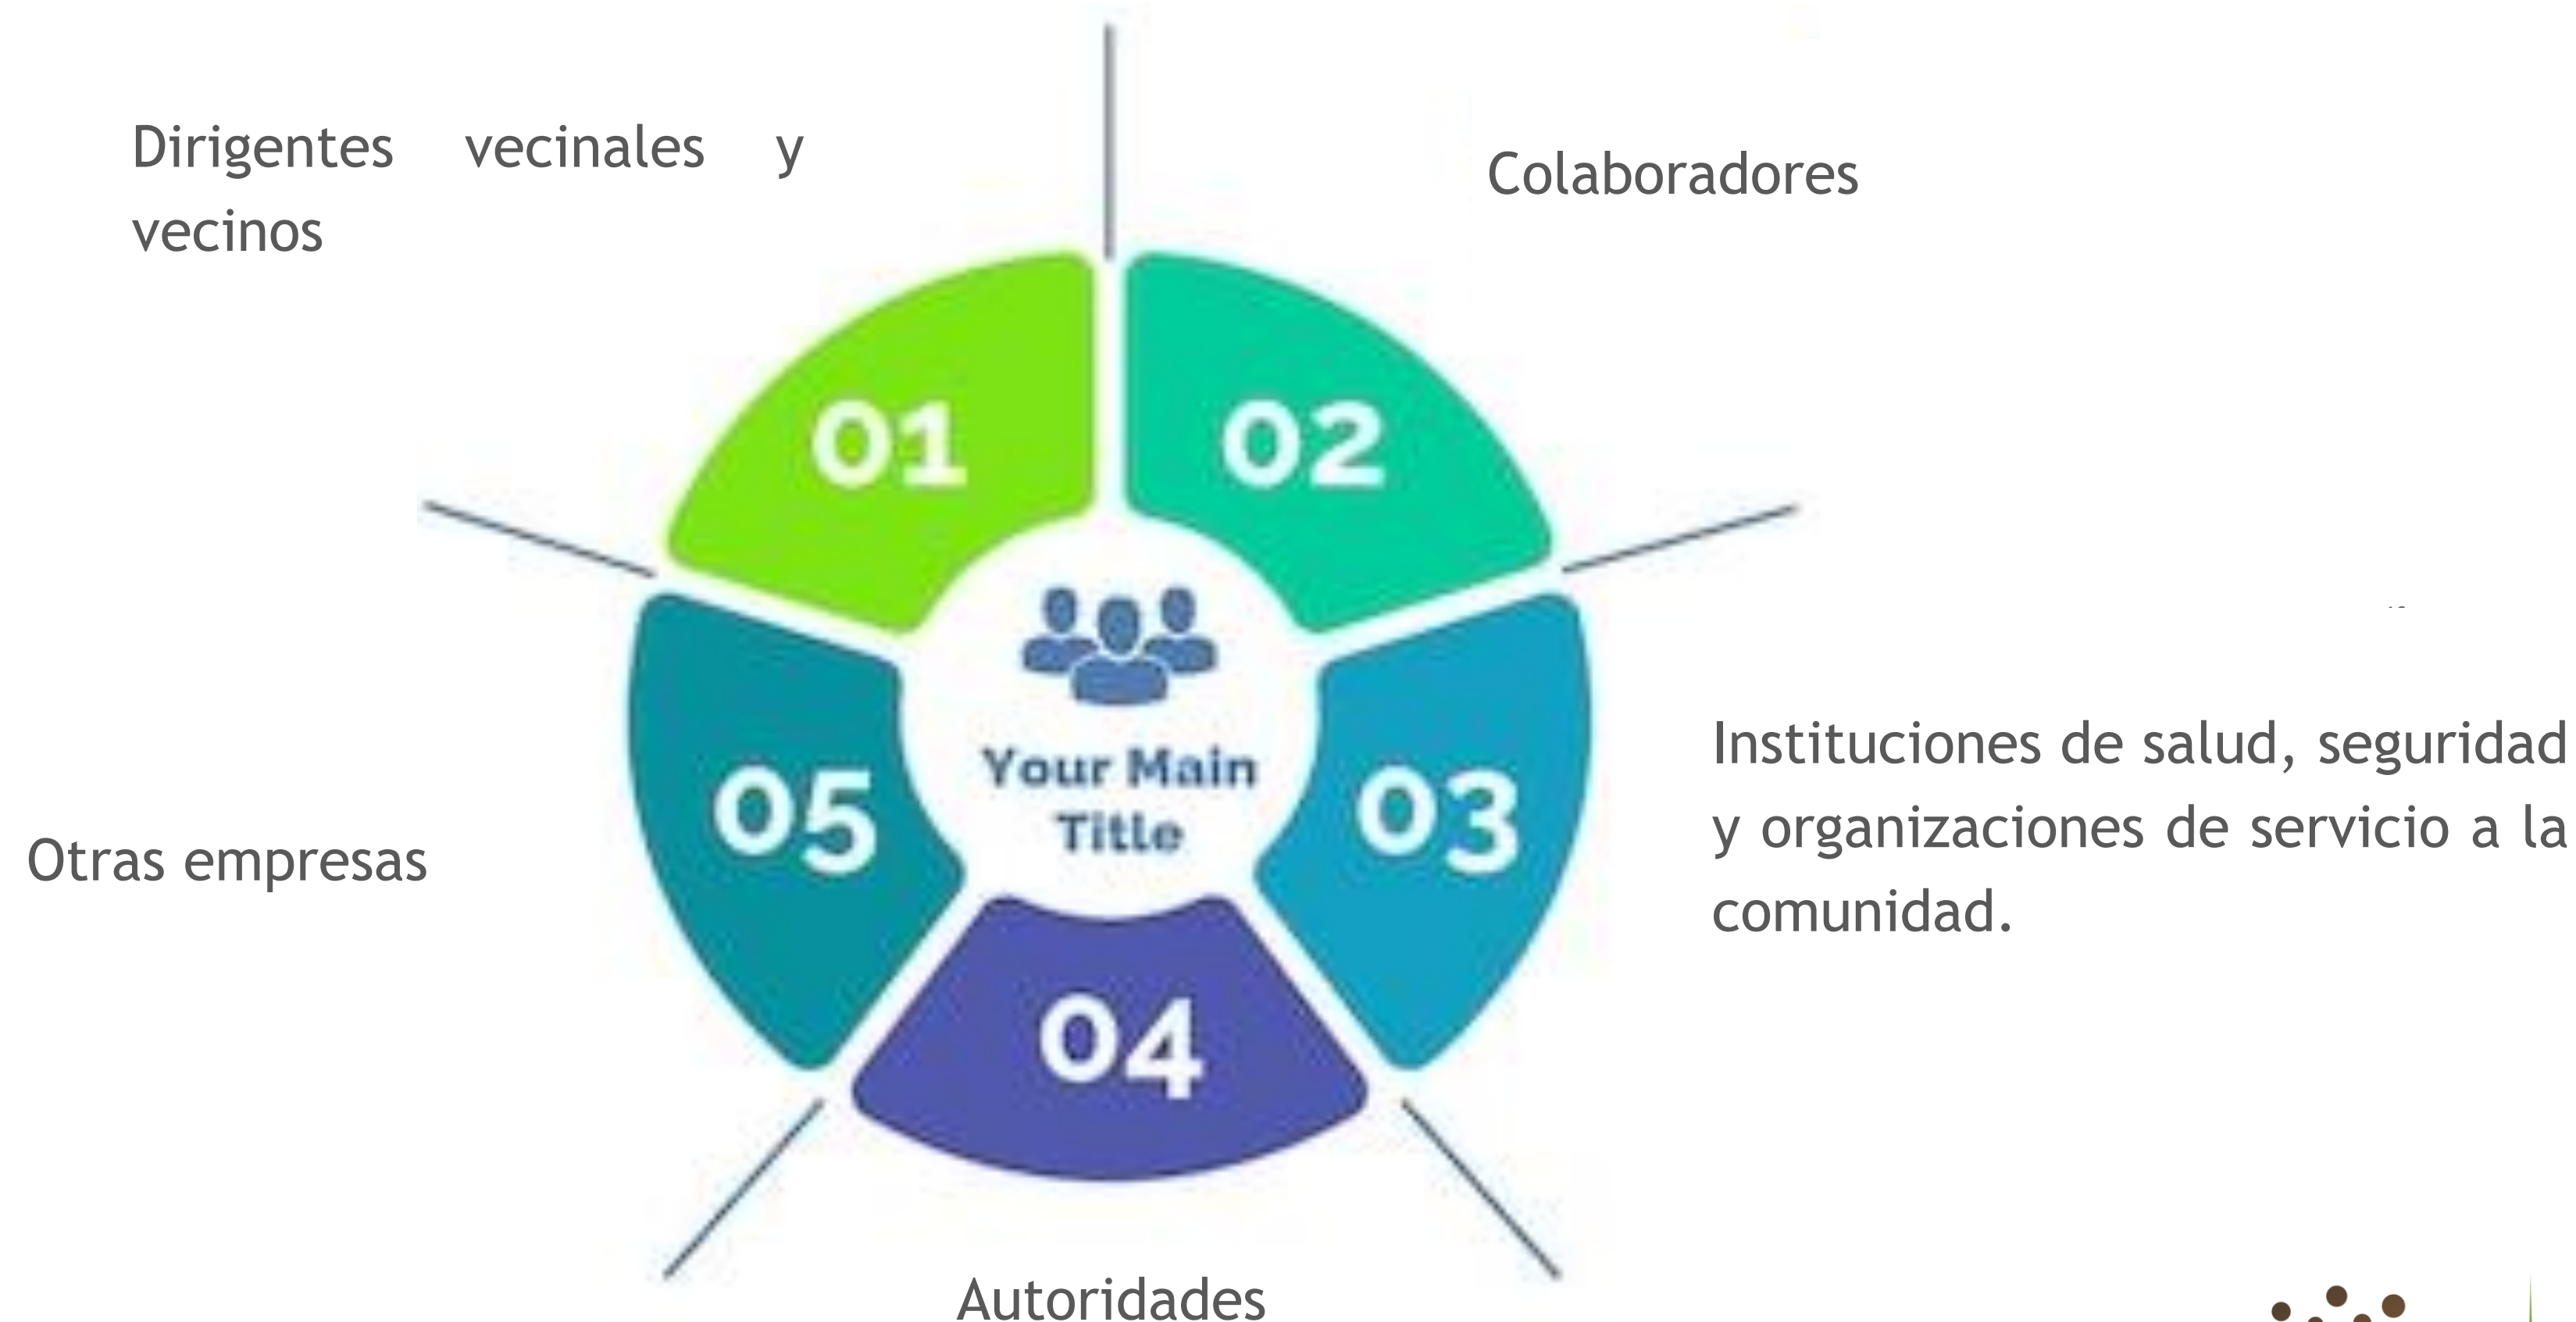 Dirigentes vecinales y
vecinos
Colaboradores
01
02
Your Main
Title
05
03
Instituciones de salud, seguridad
y organizaciones de servicio a la
comunidad.
Otras empresas
04
Autoridades